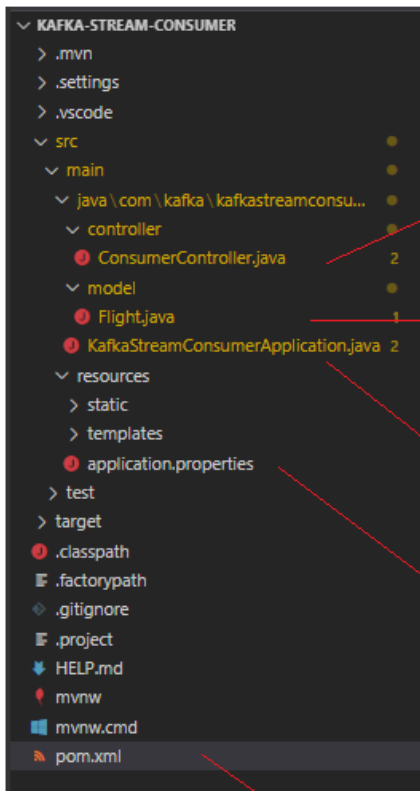 KAFKA-STREAM-CONSUMER
.mvn
.settings
.vscode
src
main
java\com\kafka\kafkastreamconsu...
controller
ConsumerController.java 2
model
Flight.java 1
KafkaStreamConsumerApplication.java 2
resources
static
templates
application.properties
test
target
.classpath
.factorypath
.gitignore
.project
HELP.md
mvnw
mvnw.cmd
pom.xml